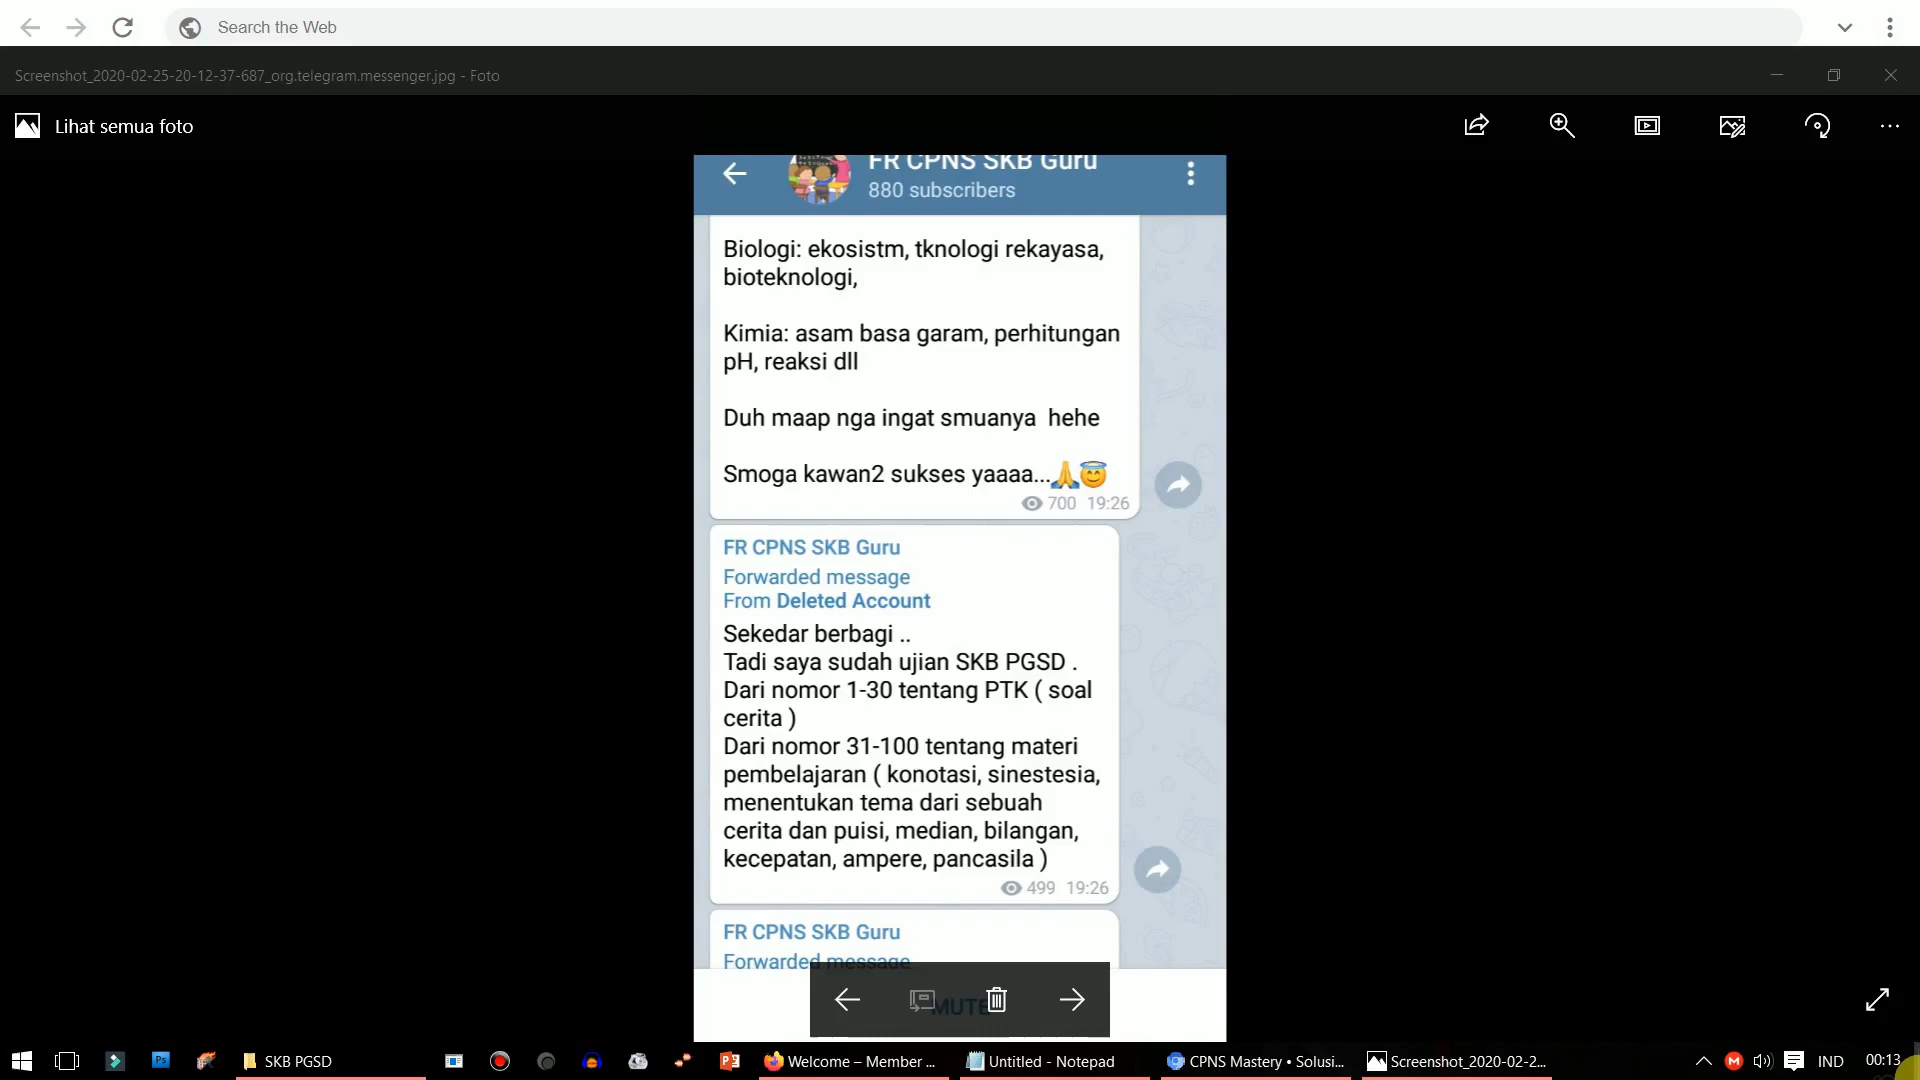 Search the Web
Screenshot_2020-02-25-20-12-37-687_org.telegram.messenger.jpg - Foto
Lihat semua foto
FR CPNS SKB Guru
880 subscribers
Biologi: ekosistm, tknologi rekayasa,
bioteknologi,
Kimia: asam basa garam, perhitungan
pH, reaksi dll
Duh maap nga ingat smuanya  hehe
Smoga kawan2 sukses yaaaa...🙏😇
700 19:26
FR CPNS SKB Guru
Forwarded message
From Deleted Account
Sekedar berbagi ..
Tadi saya sudah ujian SKB PGSD .
Dari nomor 1-30 tentang PTK ( soal
cerita )
Dari nomor 31-100 tentang materi
pembelajaran ( konotasi, sinestesia,
menentukan tema dari sebuah
cerita dan puisi, median, bilangan,
kecepatan, ampere, pancasila )
499 19:26
FR CPNS SKB Guru
Forwarded message
MUTE
SKB PGSD
Welcome – Member ...
Untitled - Notepad
CPNS Mastery • Solusi...
Screenshot_2020-02-2...
IND
00:13